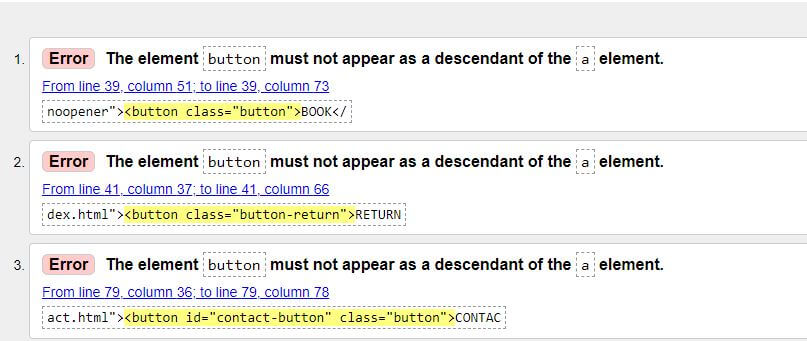 1. Error The element button must not appear as a descendant of the a element.
From line 39, column 51; to line 39, column 73
noopener"><button class="button">BOOK</
2. Error The element button must not appear as a descendant of the a element.
From line 41, column 37; to line 41, column 66
dex.html"><button class="button-return">RETURN
3. Error The element button must not appear as a descendant of the a element.
From line 79, column 36; to line 79, column 78
act.html"><button id="contact-button" class="button">CONTAC